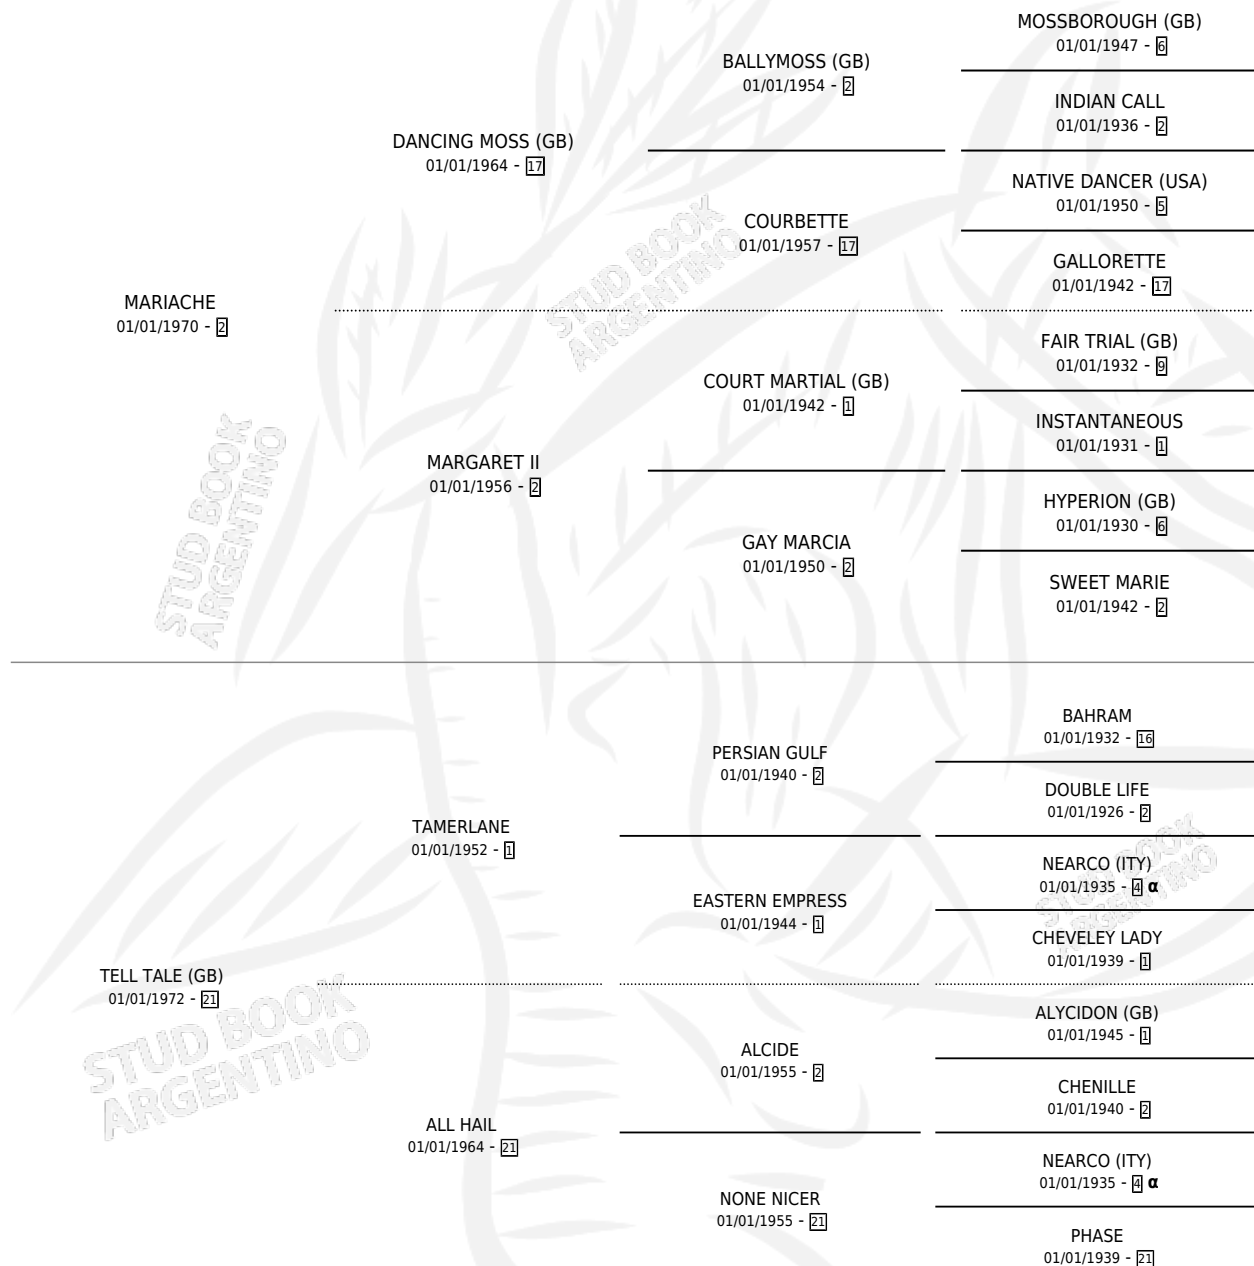 MOSSBOROUGH (GB)
01/01/1947 - 6
BALLYMOSS (GB)
01/01/1954 - 2
INDIAN CALL
01/01/1936 - 2
DANCING MOSS (GB)
01/01/1964 - 17
NATIVE DANCER (USA)
01/01/1950 - 5
COURBETTE
01/01/1957 - 17
GALLORETTE
01/01/1942 - 17
MARIACHE
01/01/1970 - 2
FAIR TRIAL (GB)
01/01/1932 - 9
COURT MARTIAL (GB)
01/01/1942 - 1
INSTANTANEOUS
01/01/1931 - 1
MARGARET II
01/01/1956 - 2
HYPERION (GB)
01/01/1930 - 6
GAY MARCIA
01/01/1950 - 2
SWEET MARIE
01/01/1942 - 2
BAHRAM
01/01/1932 - 16
PERSIAN GULF
01/01/1940 - 2
DOUBLE LIFE
01/01/1926 - 2
TAMERLANE
01/01/1952 - 1
NEARCO (ITY)
01/01/1935 - 4 α
EASTERN EMPRESS
01/01/1944 - 1
CHEVELEY LADY
01/01/1939 - 1
TELL TALE (GB)
01/01/1972 - 21
ALYCIDON (GB)
01/01/1945 - 1
ALCIDE
01/01/1955 - 2
CHENILLE
01/01/1940 - 2
ALL HAIL
01/01/1964 - 21
NEARCO (ITY)
01/01/1935 - 4 α
NONE NICER
01/01/1955 - 21
PHASE
01/01/1939 - 21
STUD BOOK
ARGENTINO
STUD BOOK
ARGENTINO
STUD BOOK
ARGENTINO
STUD BOOK
ARGENTINO